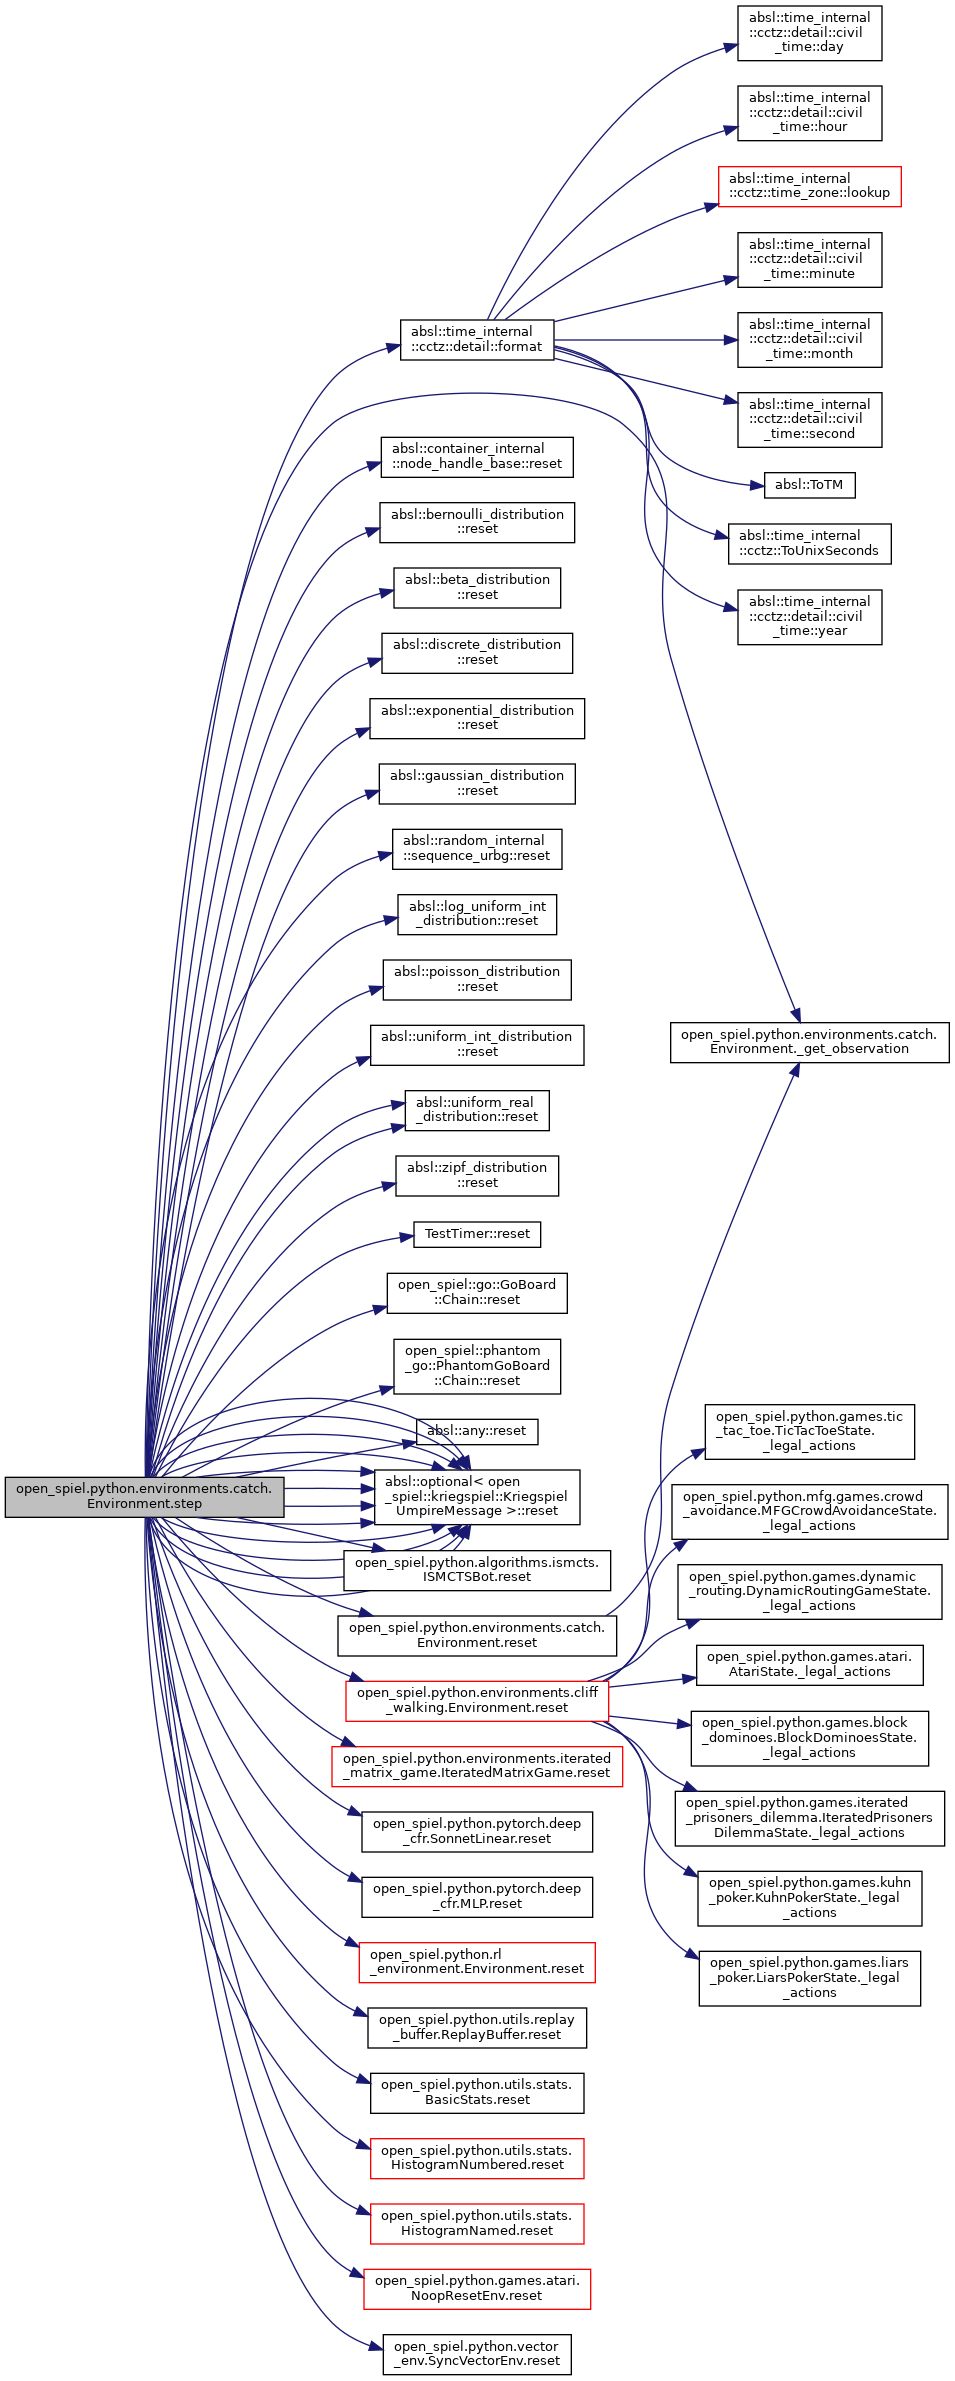 absl::time_internal
::cctz::detail::civil
_time::day
absl::time_internal
::cctz::detail::civil
_time::hour
absl::time_internal
::cctz::time_zone::lookup
absl::time_internal
::cctz::detail::civil
_time::minute
absl::time_internal
::cctz::detail::format
absl::time_internal
::cctz::detail::civil
_time::month
absl::time_internal
::cctz::detail::civil
_time::second
absl::container_internal
::node_handle_base::reset
absl::ToTM
absl::bernoulli_distribution
::reset
absl::time_internal
::cctz::ToUnixSeconds
absl::beta_distribution
::reset
absl::time_internal
::cctz::detail::civil
_time::year
absl::discrete_distribution
::reset
absl::exponential_distribution
::reset
absl::gaussian_distribution
::reset
absl::random_internal
::sequence_urbg::reset
absl::log_uniform_int
_distribution::reset
absl::poisson_distribution
::reset
absl::uniform_int_distribution
::reset
open_spiel.python.environments.catch.
Environment._get_observation
absl::uniform_real
_distribution::reset
absl::zipf_distribution
::reset
TestTimer::reset
open_spiel::go::GoBoard
::Chain::reset
open_spiel::phantom
_go::PhantomGoBoard
::Chain::reset
absl::any::reset
open_spiel.python.games.tic
_tac_toe.TicTacToeState.
_legal_actions
open_spiel.python.environments.catch.
Environment.step
absl::optional< open
_spiel::kriegspiel::Kriegspiel
UmpireMessage >::reset
open_spiel.python.mfg.games.crowd
_avoidance.MFGCrowdAvoidanceState.
_legal_actions
open_spiel.python.algorithms.ismcts.
ISMCTSBot.reset
open_spiel.python.games.dynamic
_routing.DynamicRoutingGameState.
_legal_actions
open_spiel.python.environments.catch.
Environment.reset
open_spiel.python.games.atari.
AtariState._legal_actions
open_spiel.python.environments.cliff
_walking.Environment.reset
open_spiel.python.games.block
_dominoes.BlockDominoesState.
_legal_actions
open_spiel.python.environments.iterated
_matrix_game.IteratedMatrixGame.reset
open_spiel.python.games.iterated
_prisoners_dilemma.IteratedPrisoners
DilemmaState._legal_actions
open_spiel.python.pytorch.deep
_cfr.SonnetLinear.reset
open_spiel.python.games.kuhn
_poker.KuhnPokerState._legal
_actions
open_spiel.python.pytorch.deep
_cfr.MLP.reset
open_spiel.python.rl
_environment.Environment.reset
open_spiel.python.games.liars
_poker.LiarsPokerState._legal
_actions
open_spiel.python.utils.replay
_buffer.ReplayBuffer.reset
open_spiel.python.utils.stats.
BasicStats.reset
open_spiel.python.utils.stats.
HistogramNumbered.reset
open_spiel.python.utils.stats.
HistogramNamed.reset
open_spiel.python.games.atari.
NoopResetEnv.reset
open_spiel.python.vector
_env.SyncVectorEnv.reset